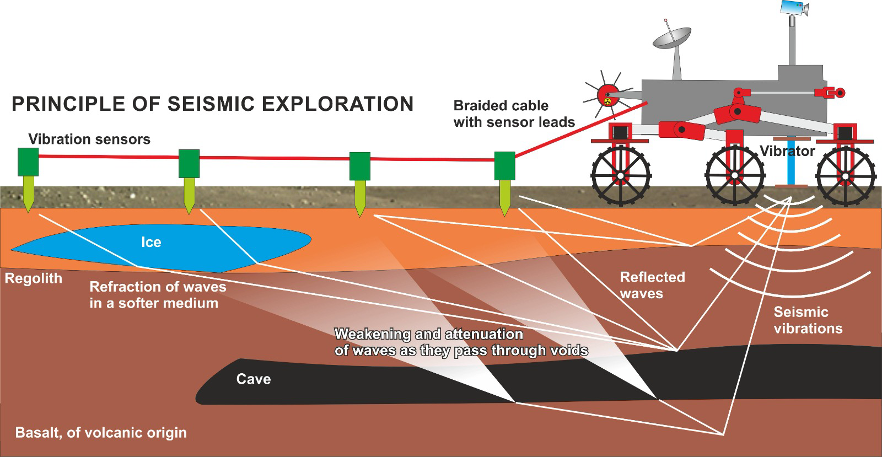 PRINCIPLE OF SEISMIC EXPLORATION
Braided cable
with sensor leads
Vibration sensors
Vibrator
Ice
Regolith
Refraction of waves
in a softer medium
Reflected
waves
Seismic
vibrations
Weakening and attenuation
of waves as they pass through voids
Cave
Basalt, of volcanic origin